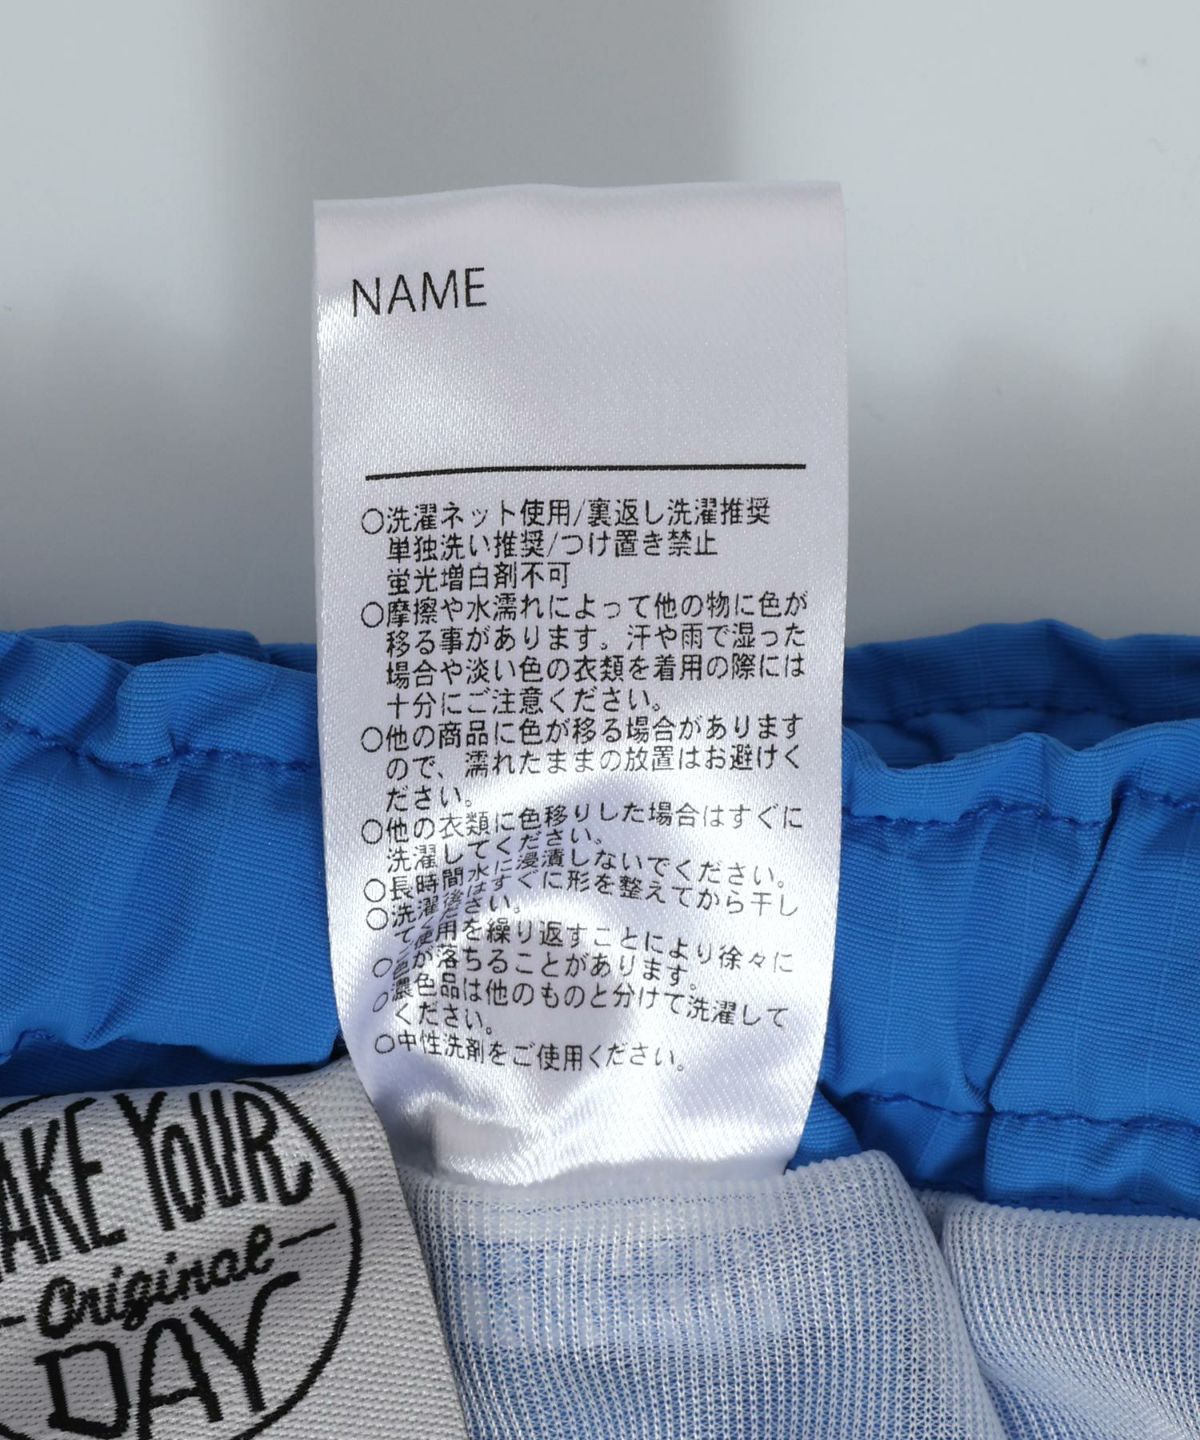 NAME
○洗濯ネット使用/裏返し洗濯推奨
単独洗い推奨/つけ置き禁止
蛍光増白剤不可
○摩擦や水濡れによって他の物に色が
移る事があります。汗や雨で湿った
場合や淡い色の衣類を着用の際には
十分にご注意ください。
○他の商品に色が移る場合があります
ので、濡れたままの放置はお避けく
ださい。
○他の衣類に色移りした場合はすぐに
洗濯してください。
○長時間水に浸漬しないでください。
○洗濯後はすぐに形を整えてから干し
てください。
○使用を繰り返すことにより徐々に
色が落ちることがあります。
○濃色品は他のものと分けて洗濯して
ください。
○中性洗剤をご使用ください。
MAKE YOUR
Original
DAY